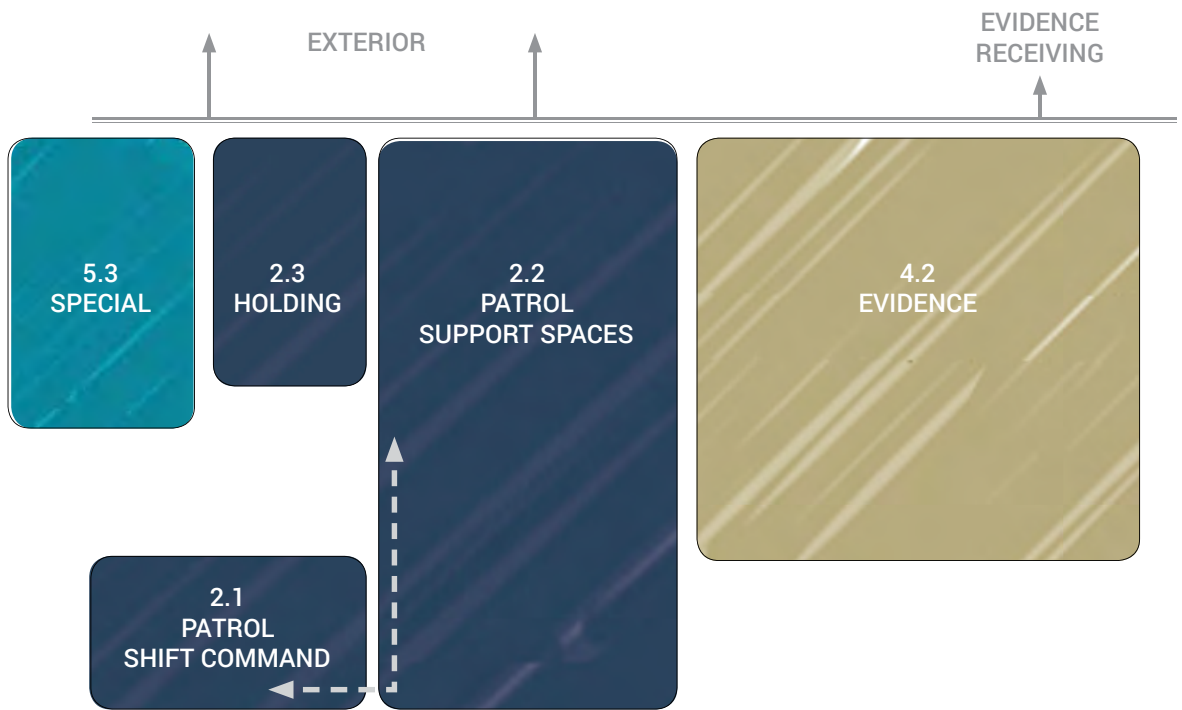 EXTERIOR
EVIDENCE
RECEIVING
5.3
SPECIAL
2.3
HOLDING
2.2
PATROL
SUPPORT SPACES
4.2
EVIDENCE
2.1
PATROL
SHIFT COMMAND